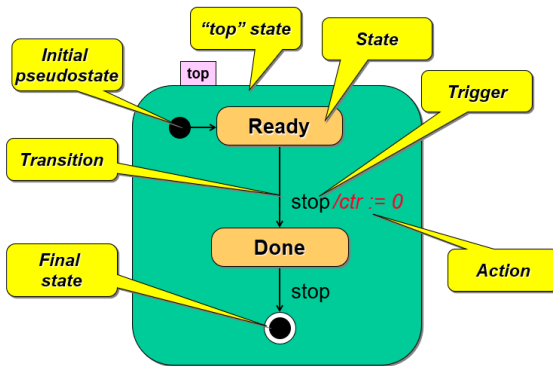 “top” state
State
Initial
pseudostate
top
Trigger
Ready
Transition
stop /ctr := 0
Done
Final
state
Action
stop